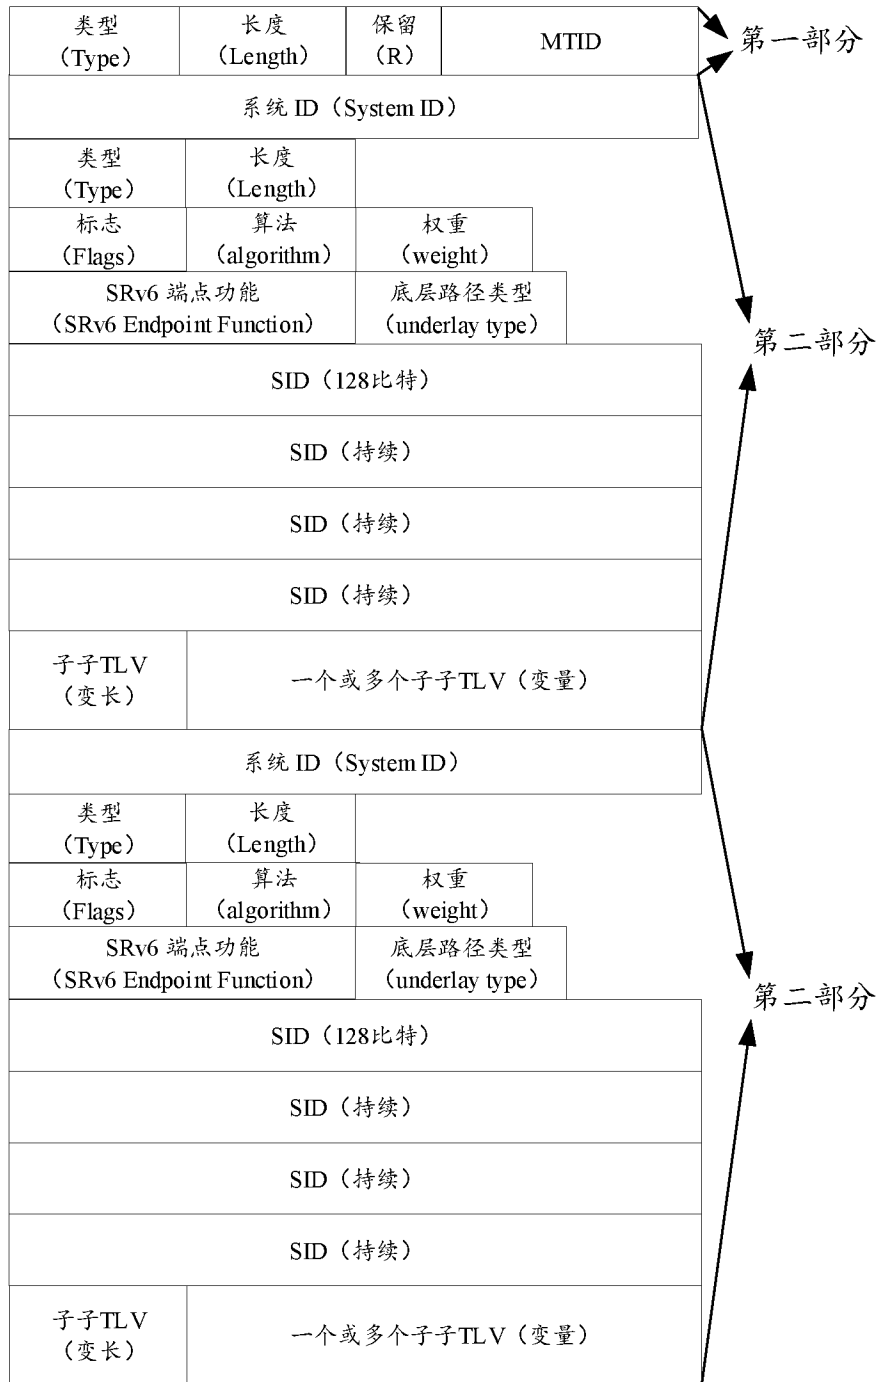 类型 长度 保留 MTID 第一部分
(Type) (Length) (R)
系统 ID（System ID）
类型 长度
（Type） （Length）
标志 算法 权重
（Flags） （algorithm） （weight）
SRv6 端点功能 底层路径类型
（SRv6 Endpoint Function） （underlay type）
第二部分
SID（128比特）
SID（持续）
SID（持续）
SID（持续）
子子TLV 一个或多个子子TLV（变量）
（变长）
系统 ID（System ID）
类型 长度
（Type） （Length）
标志 算法 权重
（Flags） （algorithm） （weight）
SRv6 端点功能 底层路径类型
（SRv6 Endpoint Function） （underlay type）
第二部分
SID（128比特）
SID（持续）
SID（持续）
SID（持续）
子子TLV 一个或多个子子TLV（变量）
（变长）